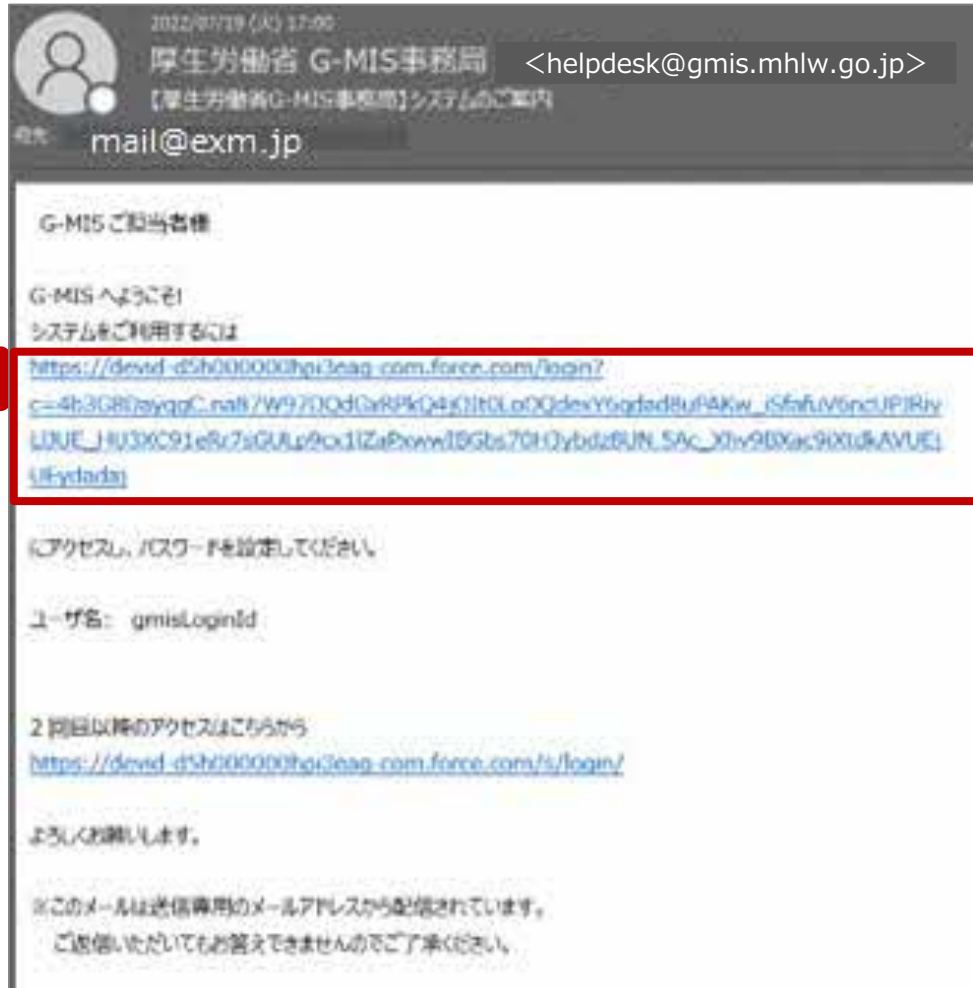 2022/07/19 (火) 17:00
厚生労働省 G-MIS事務局 <helpdesk@gmis.mhlw.go.jp>
【厚生労働省G-MIS事務局】システムのご案内
宛先 mail@exm.jp
G-MIS ご担当者様
G-MIS へようこそ!
システムをご利用するには
にアクセスし、パスワードを設定してください。
ユーザ名: gmisLoginId
2 回目以降のアクセスはこちらから
よろしくお願いします。
※このメールは送信専用のメールアドレスから配信されています。
ご返信いただいてもお答えできませんのでご了承ください。